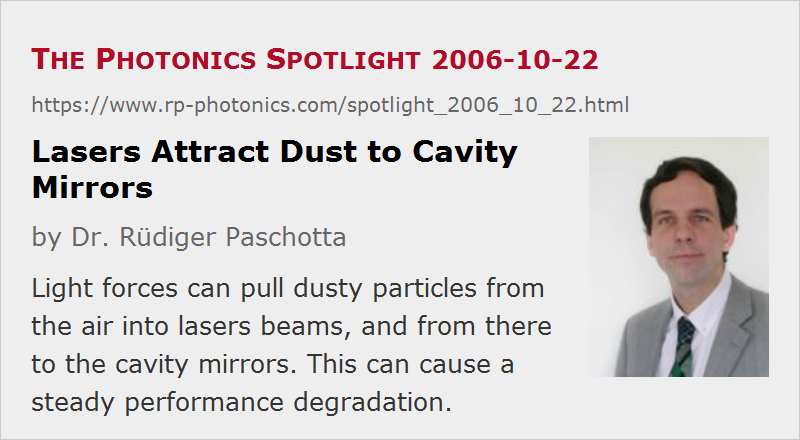 THE PHOTONICS SPOTLIGHT 2006-10-22
https://www.rp-photonics.com/spotlight_2006_10_22.html
Lasers Attract Dust to Cavity
Mirrors
by Dr. Rüdiger Paschotta
Light forces can pull dusty particles from
the air into lasers beams, and from there
to the cavity mirrors. This can cause a
steady performance degradation.